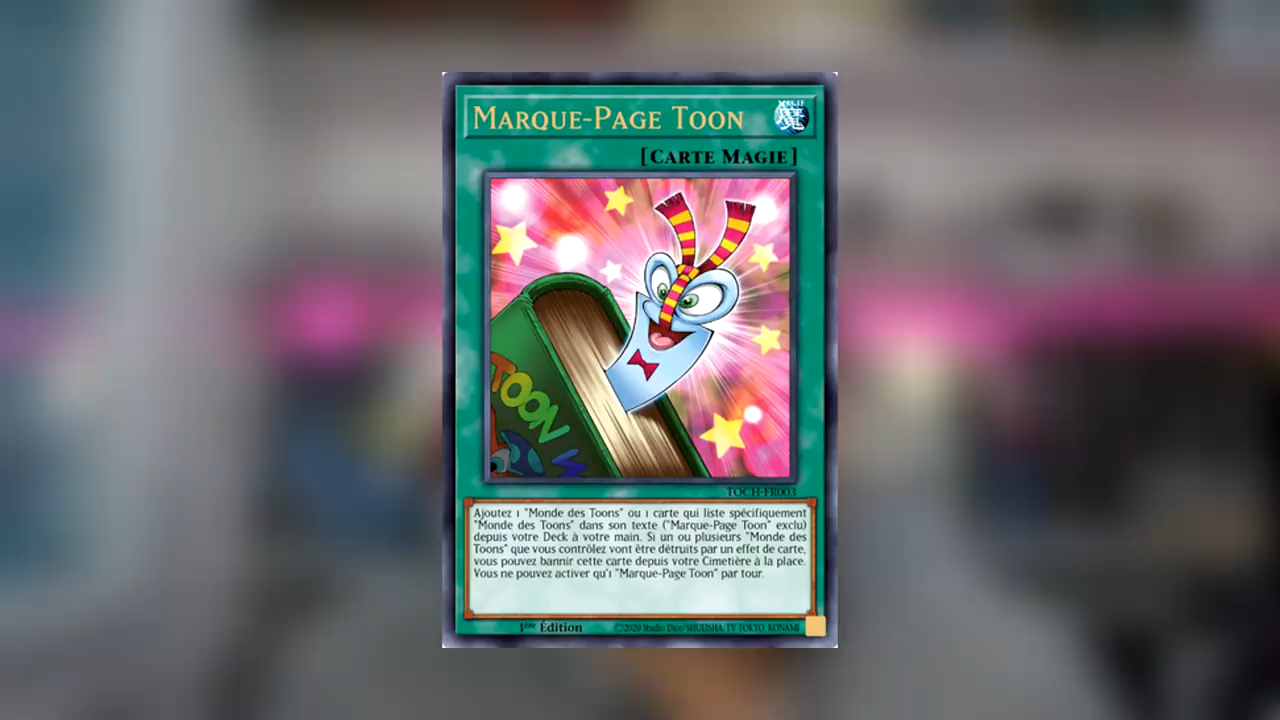 MARQUE-PAGE TOON
MAGIE
魔
[CARTE MAGIE]
TOON W
TOCH-FR003
Ajoutez 1 "Monde des Toons" ou 1 carte qui liste spécifiquement
"Monde des Toons" dans son texte ("Marque-Page Toon" exclu)
depuis votre Deck à votre main. Si un ou plusieurs "Monde des
Toons" que vous contrôlez vont être détruits par un effet de carte,
vous pouvez bannir cette carte depuis votre Cimetière à la place.
Vous ne pouvez activer qu'1 "Marque-Page Toon" par tour.
1ère Édition
©2020 Studio Dice/SHUEISHA, TV TOKYO, KONAMI